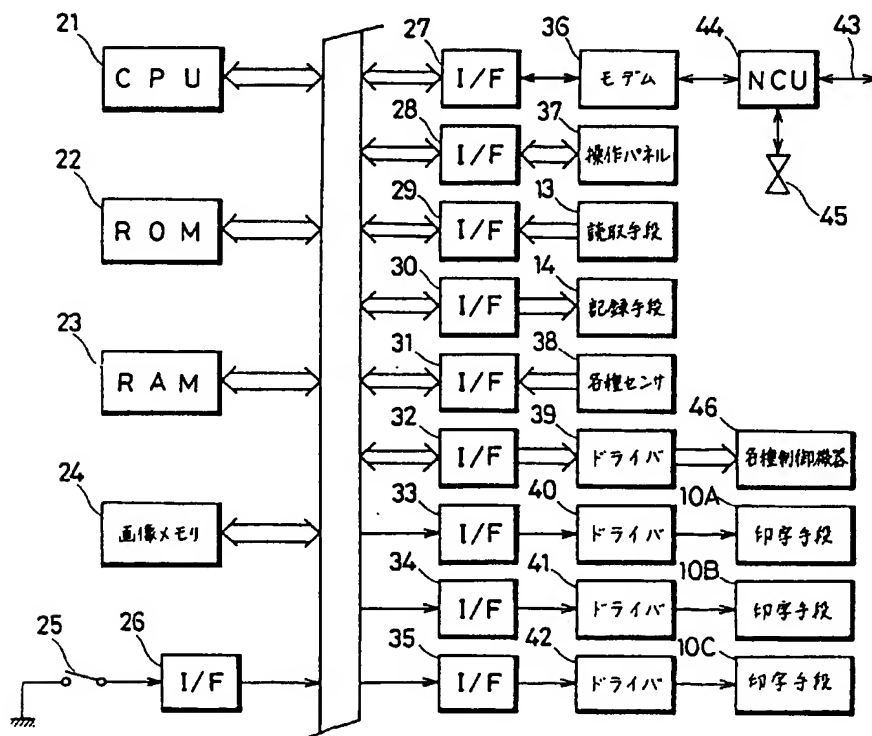 21
CPU
22
ROM
23
RAM
24
画像メモリ
25
26
I/F
27
I/F
36
モデム
44
NCU
43
45
28
I/F
37
操作パネル
29
I/F
13
読取手段
30
I/F
14
記録手段
31
I/F
38
各種センサ
32
I/F
39
ドライバ
46
各種制御機器
33
I/F
40
ドライバ
10A
印字手段
34
I/F
41
ドライバ
10B
印字手段
35
I/F
42
ドライバ
10C
印字手段